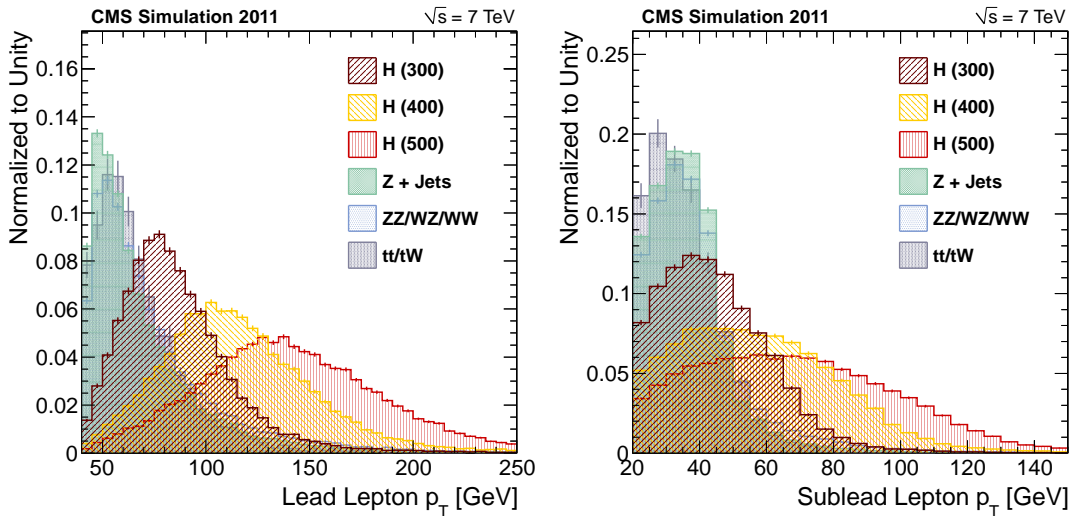 CMS Simulation 2011 √s = 7 TeV
Normalized to Unity
0.16
0.14
0.12
0.1
0.08
0.06
0.04
0.02
0
H (300)
H (400)
H (500)
Z + Jets
ZZ/WZ/WW
tt/tW
50 100 150 200 250
Lead Lepton p_T [GeV]
CMS Simulation 2011 √s = 7 TeV
Normalized to Unity
0.25
0.2
0.15
0.1
0.05
0
H (300)
H (400)
H (500)
Z + Jets
ZZ/WZ/WW
tt/tW
20 40 60 80 100 120 140
Sublead Lepton p_T [GeV]